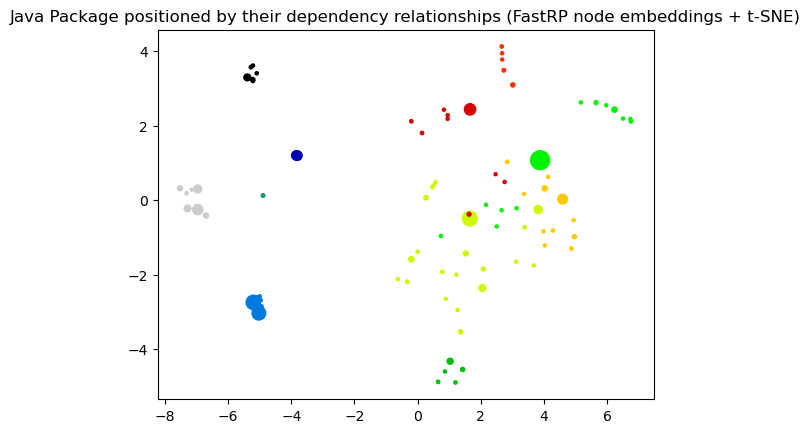 Java Package positioned by their dependency relationships (FastRP node embeddings + t-SNE)
4
2
0
−2
−4
−8 −6 −4 −2 0 2 4 6